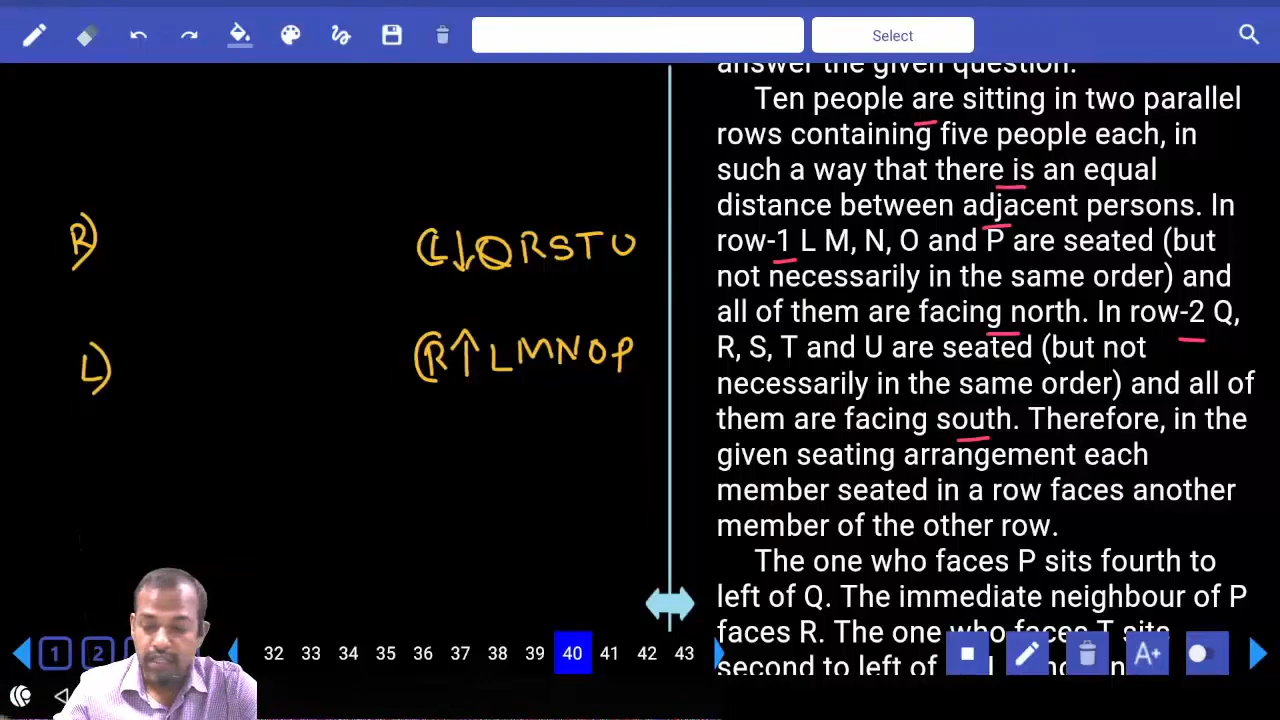 Select
answer the given question.
Ten people are sitting in two parallel
rows containing five people each, in
such a way that there is an equal
distance between adjacent persons. In
row-1 L M, N, O and P are seated (but
not necessarily in the same order) and
all of them are facing north. In row-2 Q,
R, S, T and U are seated (but not
necessarily in the same order) and all of
them are facing south. Therefore, in the
given seating arrangement each
member seated in a row faces another
member of the other row.
The one who faces P sits fourth to
left of Q. The immediate neighbour of P
faces R. The one who faces T sits
second to left of
R) (L ↓ Q R S T U
L) (R ↑ L M N O P
1 2 32 33 34 35 36 37 38 39 40 41 42 43
A+